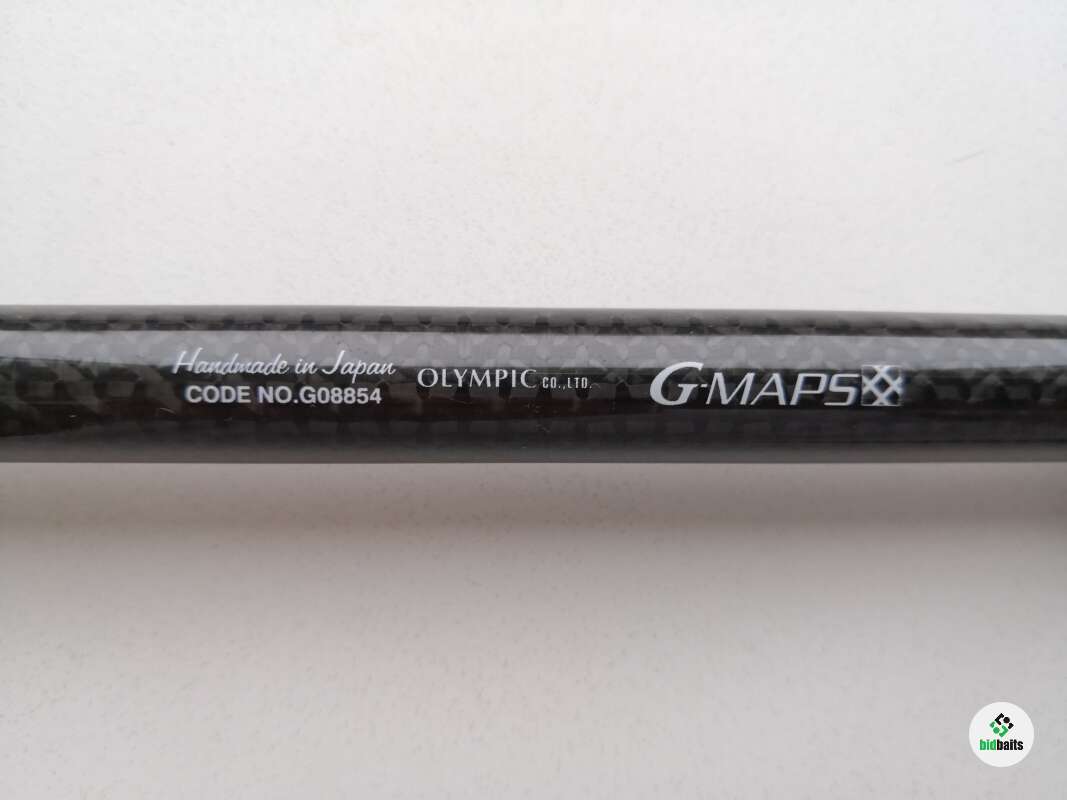 Handmade in Japan
CODE NO.G08854
OLYMPIC CO.,LTD.
G-MAPS
bidbaits